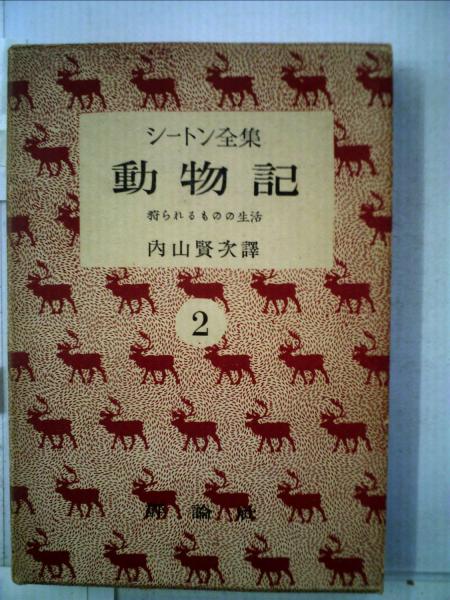 シートン全集
動物記
狩られるものの生活
内山賢次譯
2
評論社